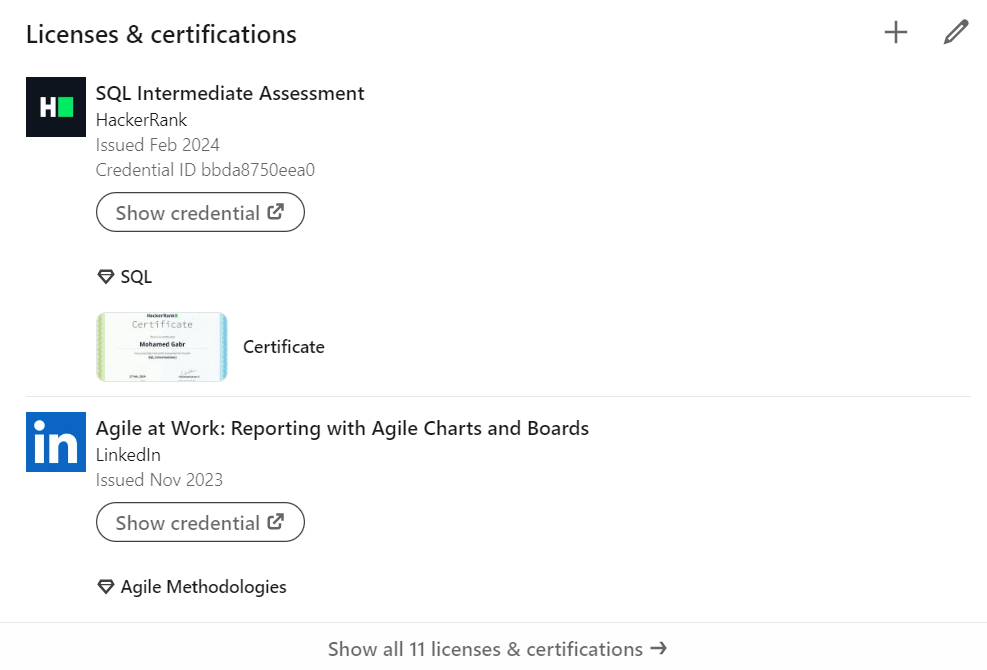 Licenses & certifications
SQL Intermediate Assessment
HackerRank
Issued Feb 2024
Credential ID bbda8750eea0
Show credential
SQL
HackerRank
Certificate
Mohamed Gabr
Certificate
in
Agile at Work: Reporting with Agile Charts and Boards
LinkedIn
Issued Nov 2023
Show credential
Agile Methodologies
Show all 11 licenses & certifications →